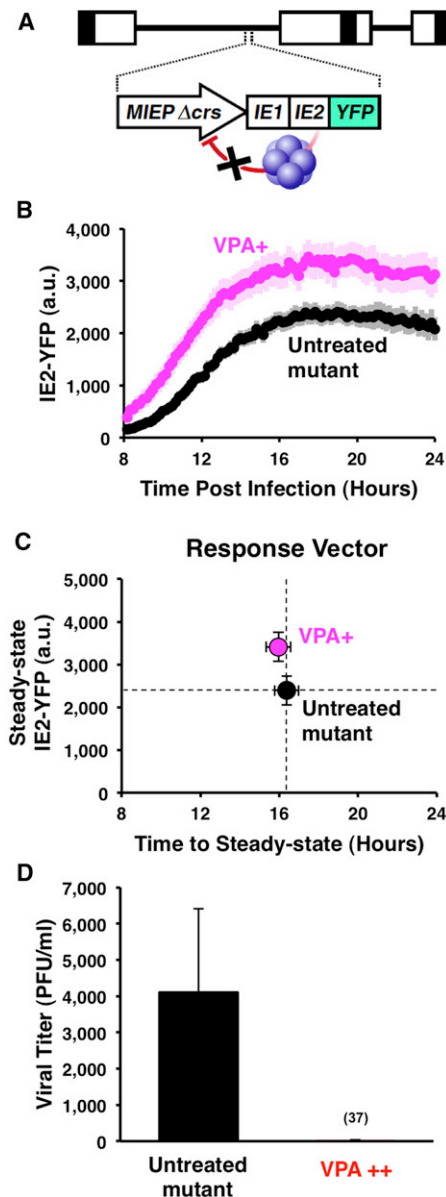 A
MIEP Δcrs
IE1
IE2
YFP
B
IE2-YFP (a.u.)
4,000
3,000
2,000
1,000
0
VPA+
Untreated
mutant
8
12
16
20
24
Time Post Infection (Hours)
C
Response Vector
Steady-state
IE2-YFP (a.u.)
5,000
4,000
3,000
2,000
1,000
0
VPA+
Untreated
mutant
8
12
16
20
24
Time to Steady-state (Hours)
D
Viral Titer (PFU/ml)
7,000
6,000
5,000
4,000
3,000
2,000
1,000
0
(37)
Untreated
mutant
VPA ++